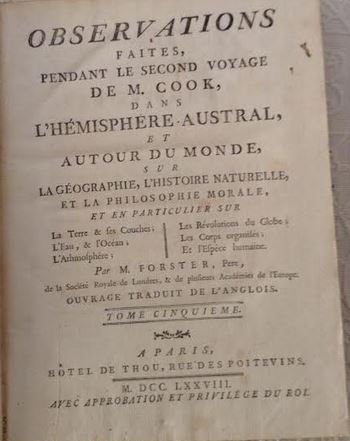 OBSERVATIONS
FAITES,
PENDANT LE SECOND VOYAGE
DE M. COOK,
DANS
L'HÉMISPHÈRE-AUSTRAL,
ET
AUTOUR DU MONDE,
SUR
LA GÉOGRAPHIE, L'HISTOIRE NATURELLE,
ET LA PHILOSOPHIE MORALE,
ET EN PARTICULIER SUR
La Terre & ses Couches;
L'Eau, & l'Océan;
L'Athmosphère;
Les Révolutions du Globe;
Les Corps organisés;
Et l'Espèce humaine.
Par M. FORSTER, Pere,
de la Société Royale de Londres, & de plusieurs Académies de l'Europe.
OUVRAGE TRADUIT DE L'ANGLOIS.
TOME CINQUIEME.
A PARIS,
HÔTEL DE THOU, RUE DES POITEVINS.
M. DCC. LXXVIII.
AVEC APPROBATION ET PRIVILÉGE DU ROI.